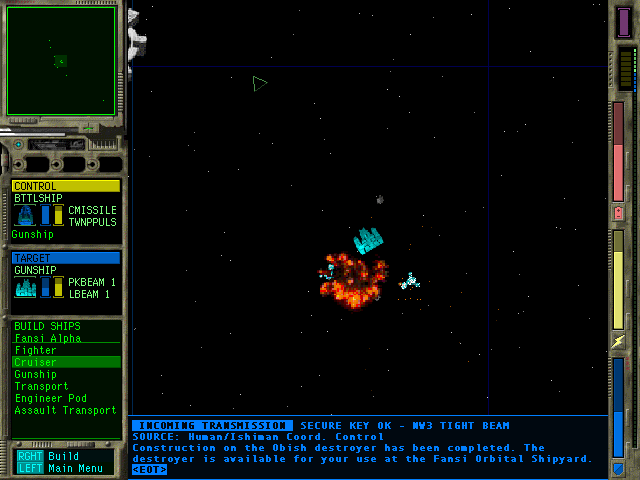 CONTROL
BTTLSHIP
CMISSILE
TWNPPULS
Gunship
TARGET
GUNSHIP
PKBEAM 1
LBEAM 1
BUILD SHIPS
Fansi Alpha
Fighter
Cruiser
Gunship
Transport
Engineer Pod
Assault Transport
RGHT Build
LEFT Main Menu
INCOMING TRANSMISSION SECURE KEY OK - NW3 TIGHT BEAM
SOURCE: Human/Ishiman Coord. Control
Construction on the Obish destroyer has been completed. The
destroyer is available for your use at the Fansi Orbital Shipyard.
<EOT>